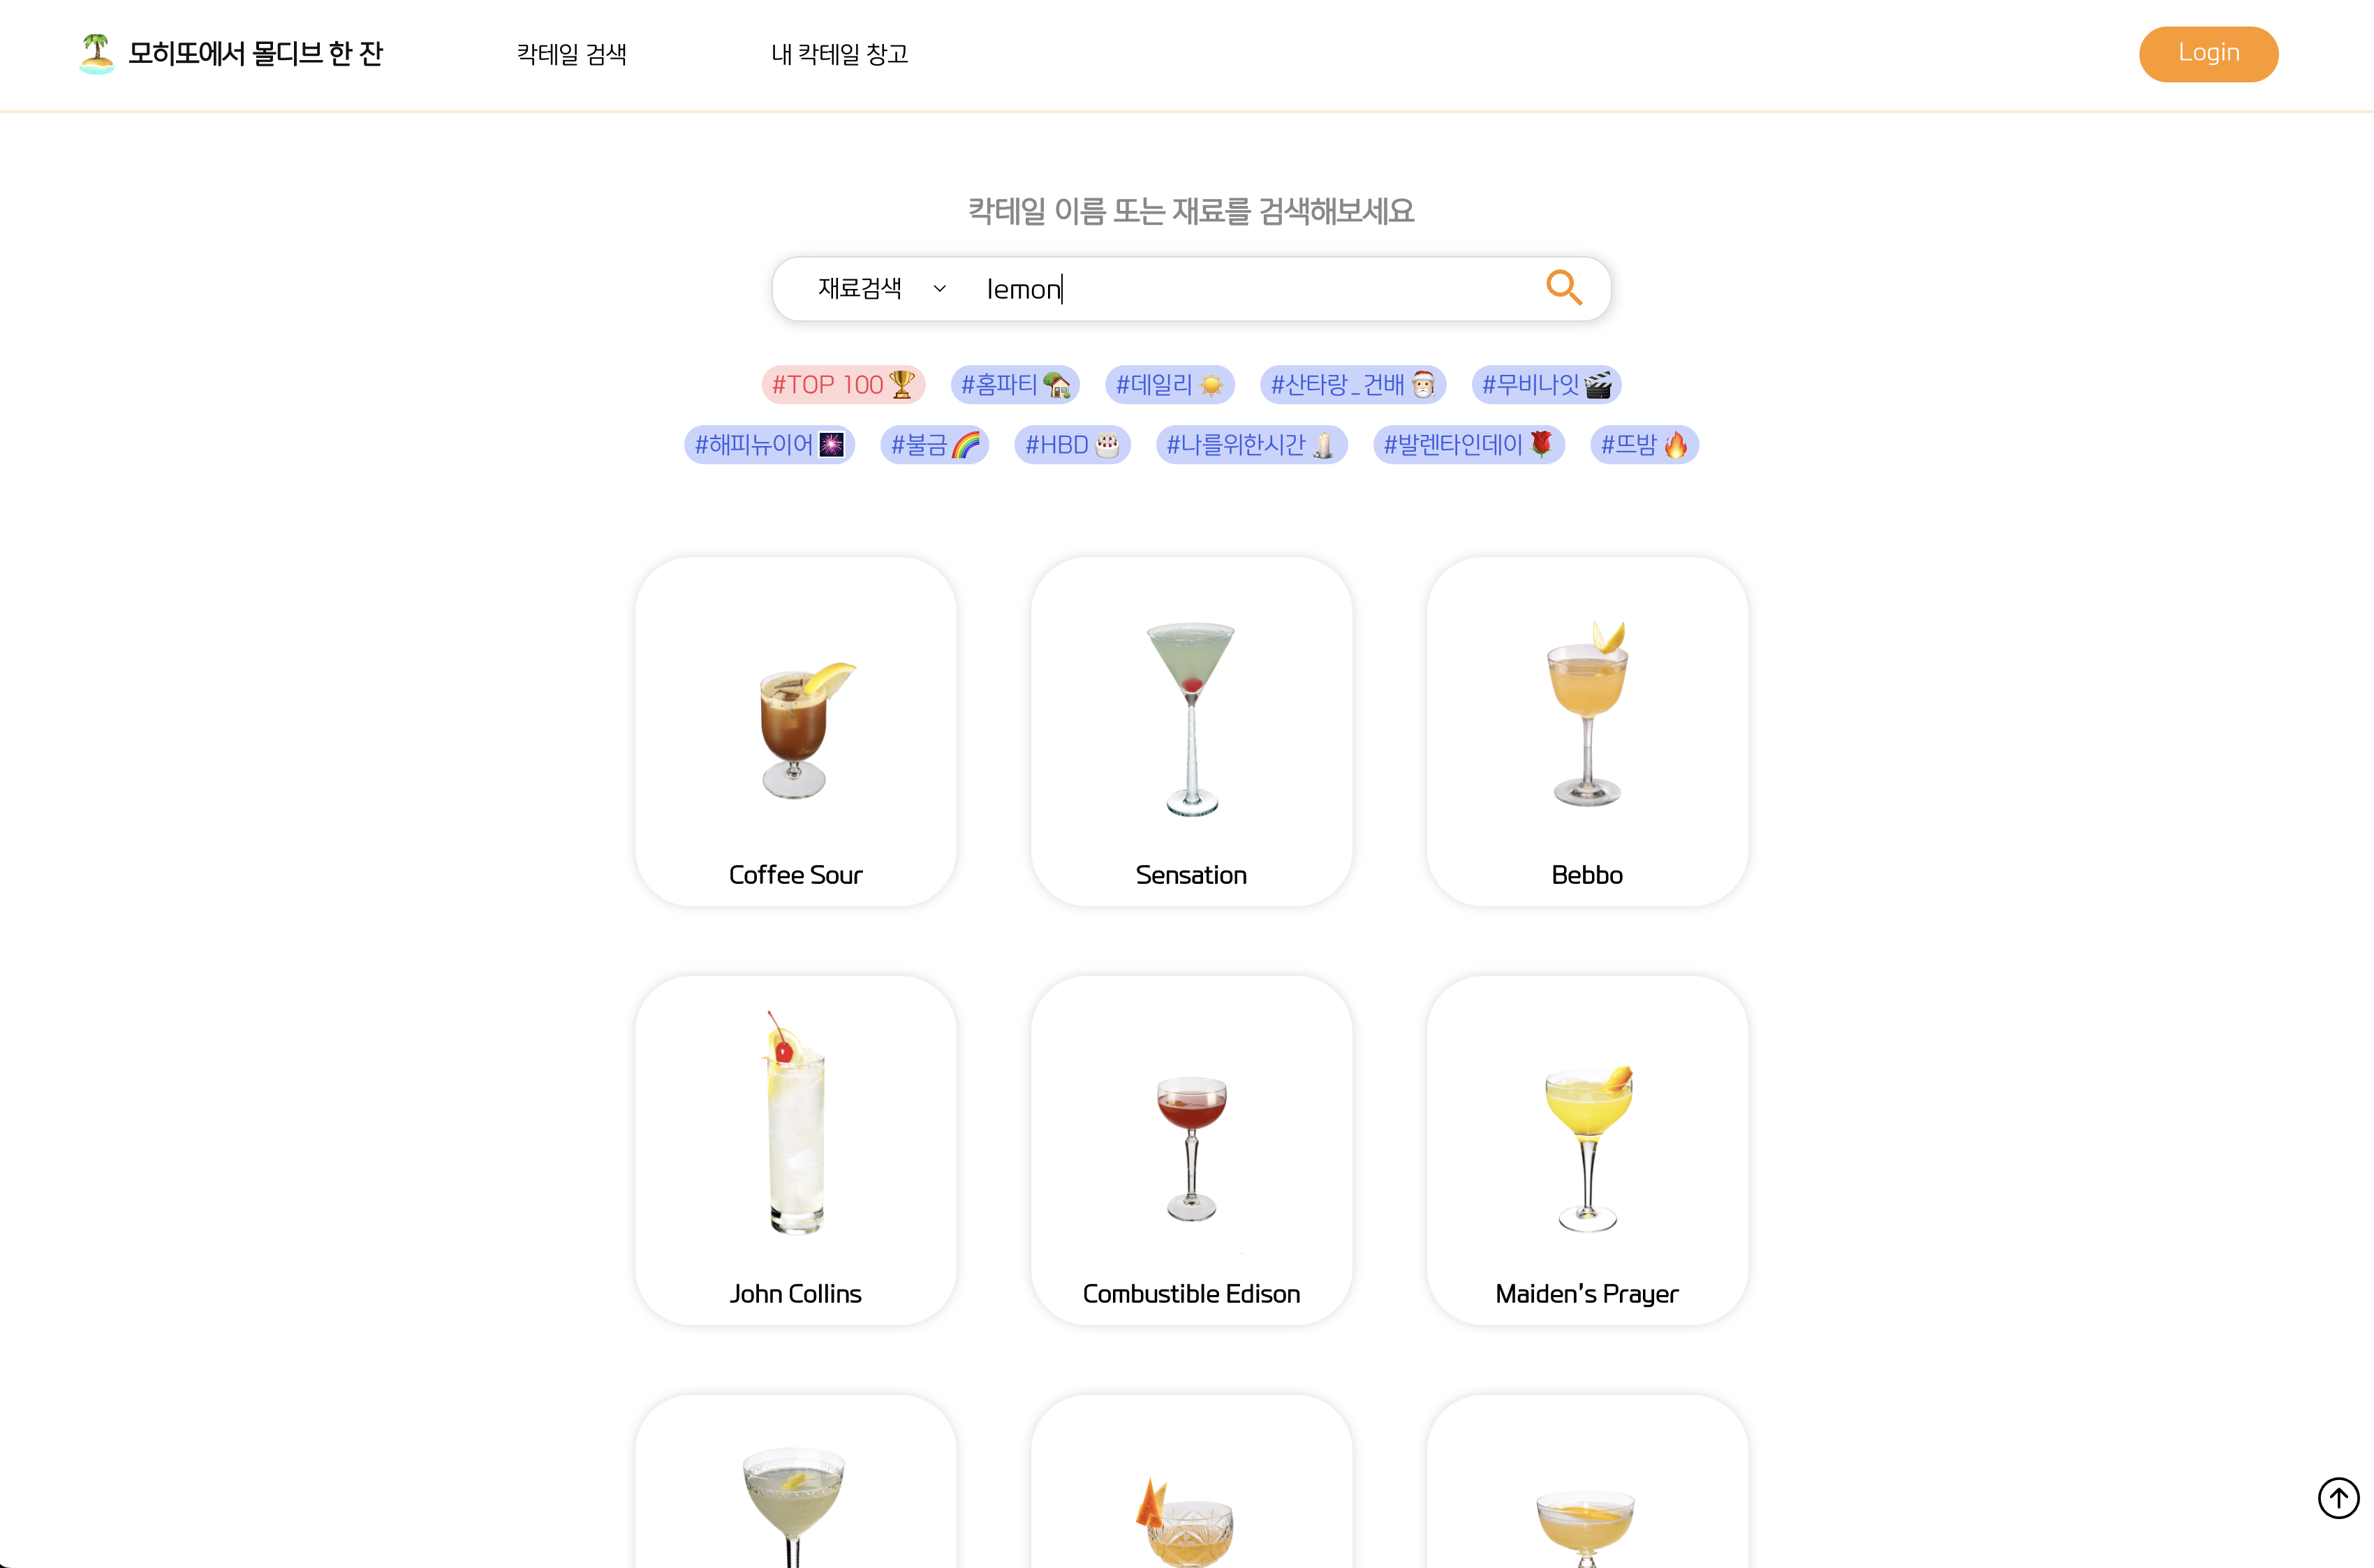 모히또에서 몰디브 한 잔 칵테일 검색 내 칵테일 창고 Login
칵테일 이름 또는 재료를 검색해보세요
재료검색 lemon
#TOP 100🏆 #홈파티🏡 #데일리☀️ #산타랑_건배🎅🏻 #무비나잇🎬
#해피뉴이어🎆 #불금🌈 #HBD🎂 #나를위한시간🕯️ #발렌타인데이🌹 #뜨밤🔥
Coffee Sour Sensation Bebbo
John Collins Combustible Edison Maiden's Prayer